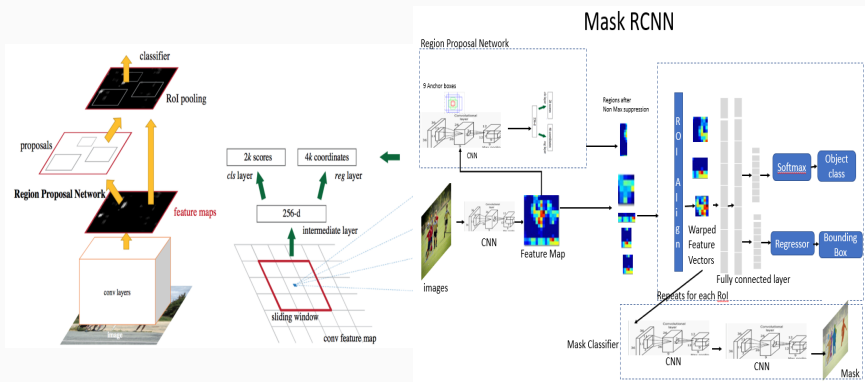 classifier
RoI pooling
proposals
Region Proposal Network
feature maps
conv layers
image
2k scores
4k coordinates
cls layer
reg layer
256-d
intermediate layer
sliding window
conv feature map
Mask RCNN
Region Proposal Network
9 Anchor boxes
CNN
Regions after
Non Max suppression
images
CNN
Feature Map
ROI Align
Warped
Feature
Vectors
Fully connected layer
Softmax
Object
class
Regressor
Bounding
Box
Repeats for each RoI
Mask Classifier
CNN
CNN
Mask